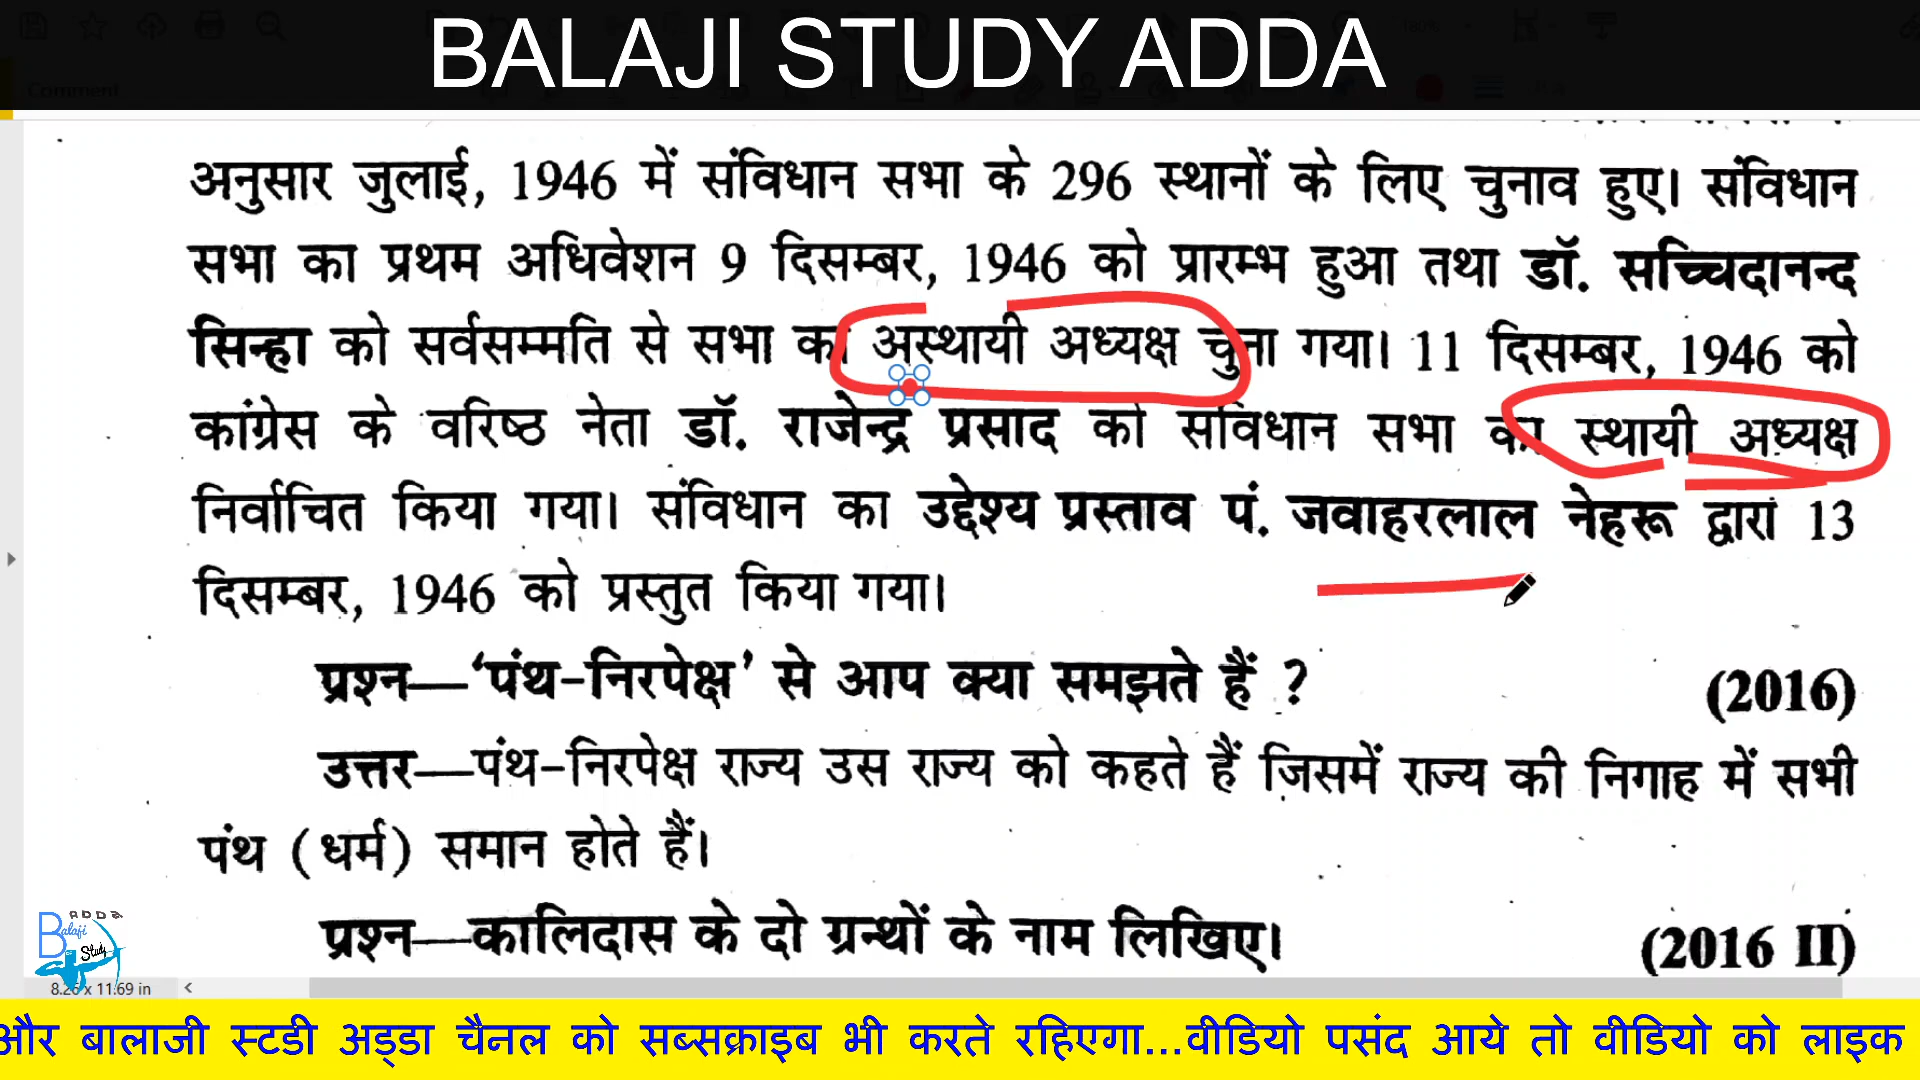 BALAJI STUDY ADDA
Comment
अनुसार जुलाई, 1946 में संविधान सभा के 296 स्थानों के लिए चुनाव हुए। संविधान
सभा का प्रथम अधिवेशन 9 दिसम्बर, 1946 को प्रारम्भ हुआ तथा डॉ. सच्चिदानन्द
सिन्हा को सर्वसम्मति से सभा का अस्थायी अध्यक्ष चुना गया। 11 दिसम्बर, 1946 को
कांग्रेस के वरिष्ठ नेता डॉ. राजेन्द्र प्रसाद को संविधान सभा का स्थायी अध्यक्ष
निर्वाचित किया गया। संविधान का उद्देश्य प्रस्ताव पं. जवाहरलाल नेहरू द्वारा 13
दिसम्बर, 1946 को प्रस्तुत किया गया।
प्रश्न—‘पंथ-निरपेक्ष’ से आप क्या समझते हैं ? (2016)
उत्तर—पंथ-निरपेक्ष राज्य उस राज्य को कहते हैं जिसमें राज्य की निगाह में सभी
पंथ (धर्म) समान होते हैं।
प्रश्न—कालिदास के दो ग्रन्थों के नाम लिखिए। (2016 II)
ADDA
Balaji
Study
8.26 x 11.69 in
और बालाजी स्टडी अड्डा चैनल को सब्सक्राइब भी करते रहिएगा...वीडियो पसंद आये तो वीडियो को लाइक